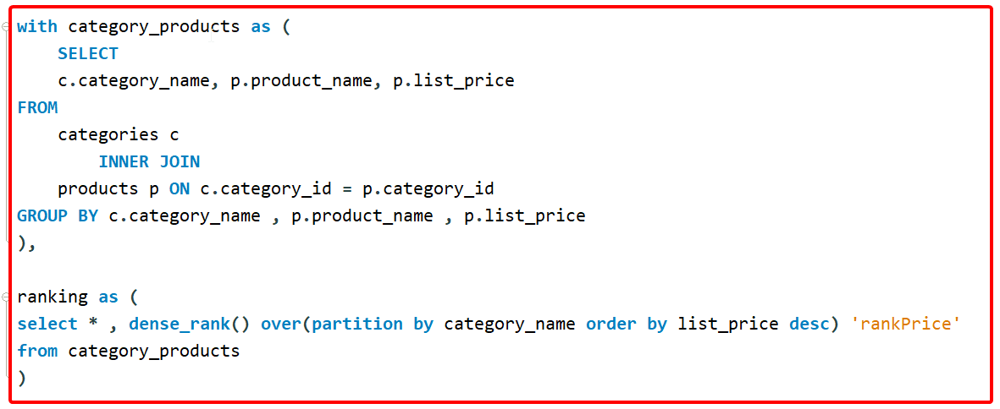 with category_products as (
SELECT
c.category_name, p.product_name, p.list_price
FROM
categories c
INNER JOIN
products p ON c.category_id = p.category_id
GROUP BY c.category_name , p.product_name , p.list_price
),
ranking as (
select * , dense_rank() over(partition by category_name order by list_price desc) 'rankPrice'
from category_products
)